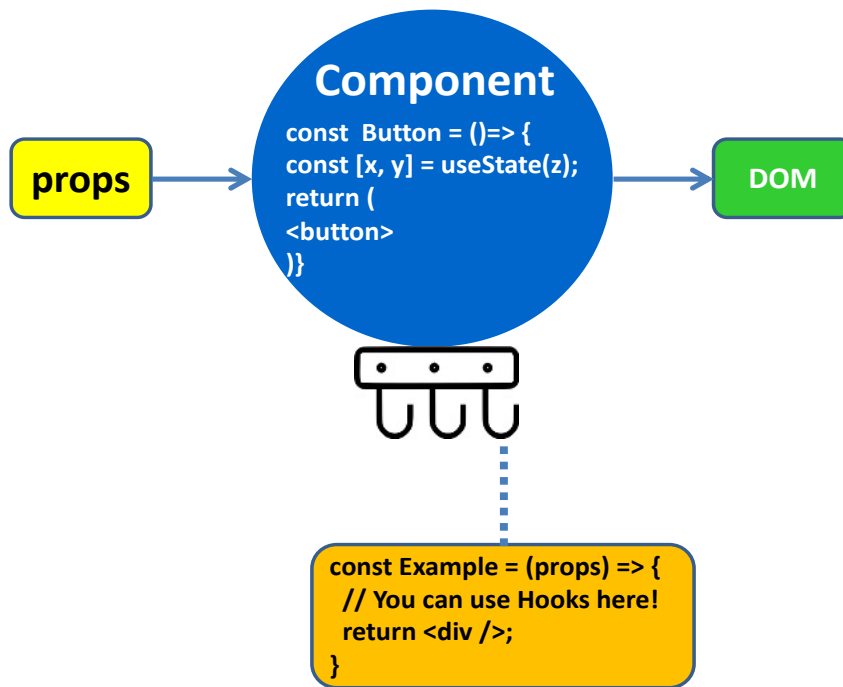 Component
const Button = ()=> {
const [x, y] = useState(z);
return (
<button>
)}
props
DOM
const Example = (props) => {
// You can use Hooks here!
return <div />;
}